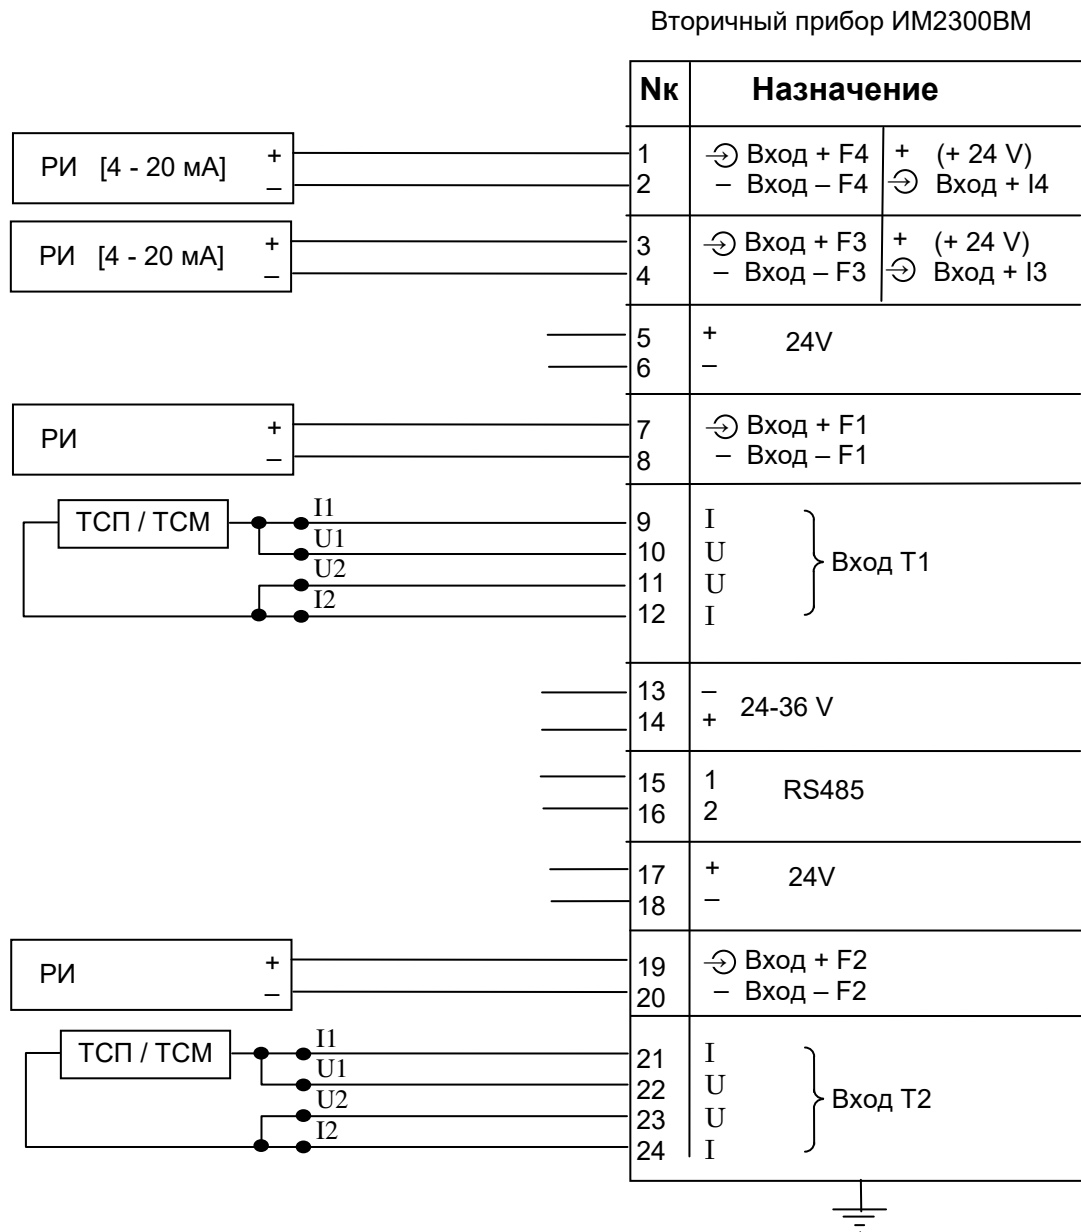 Вторичный прибор ИМ2300ВМ
Nк Назначение
РИ [4 - 20 мА] + 1 Вход + F4 + (+ 24 V)
– 2 – Вход – F4 Вход + I4
РИ [4 - 20 мА] + 3 Вход + F3 + (+ 24 V)
– 4 – Вход – F3 Вход + I3
5 + 24V
6 –
РИ + 7 Вход + F1
– 8 – Вход – F1
ТСП / ТСМ I1 9 I
U1 10 U Вход Т1
U2 11 U
I2 12 I
13 – 24-36 V
14 +
15 1 RS485
16 2
17 + 24V
18 –
РИ + 19 Вход + F2
– 20 – Вход – F2
ТСП / ТСМ I1 21 I
U1 22 U Вход Т2
U2 23 U
I2 24 I